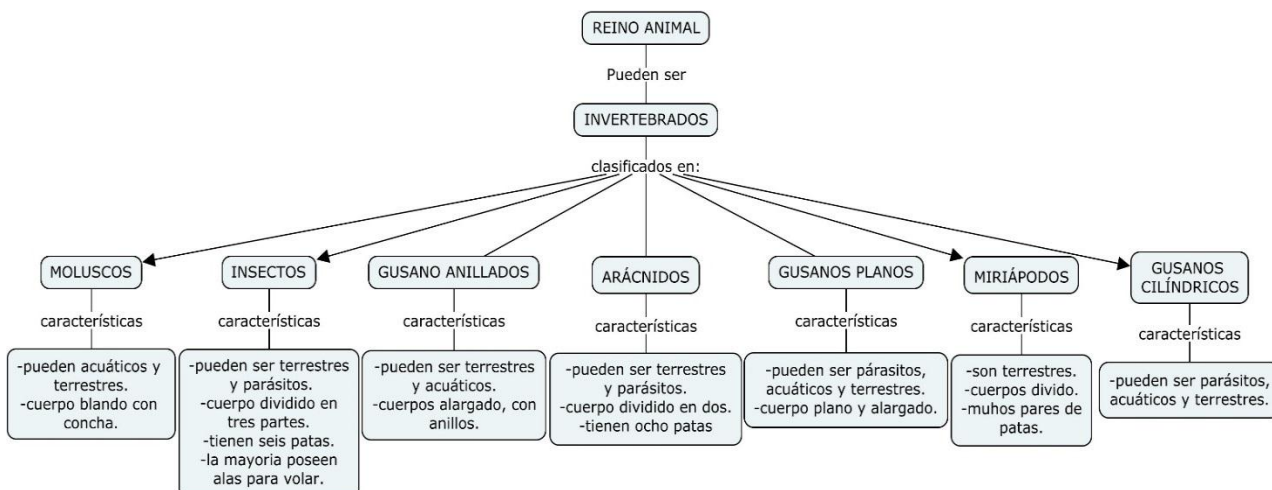 REINO ANIMAL
Pueden ser
INVERTEBRADOS
clasificados en:
MOLUSCOS
INSECTOS
GUSANO ANILLADOS
ARÁCNIDOS
GUSANOS PLANOS
MIRIÁPODOS
GUSANOS
CILÍNDRICOS
características
características
características
características
características
características
características
-pueden acuáticos y
terrestres.
-cuerpo blando con
concha.
-pueden ser terrestres
y parásitos.
-cuerpo dividido en
tres partes.
-tienen seis patas.
-la mayoria poseen
alas para volar.
-pueden ser terrestres
y acuáticos.
-cuerpos alargado, con
anillos.
-pueden ser terrestres
y parásitos.
-cuerpo dividido en dos.
-tienen ocho patas
-pueden ser párasitos,
acuáticos y terrestres.
-cuerpo plano y alargado.
-son terrestres.
-cuerpos divido.
-muhos pares de
patas.
-pueden ser parásitos,
acuáticos y terrestres.